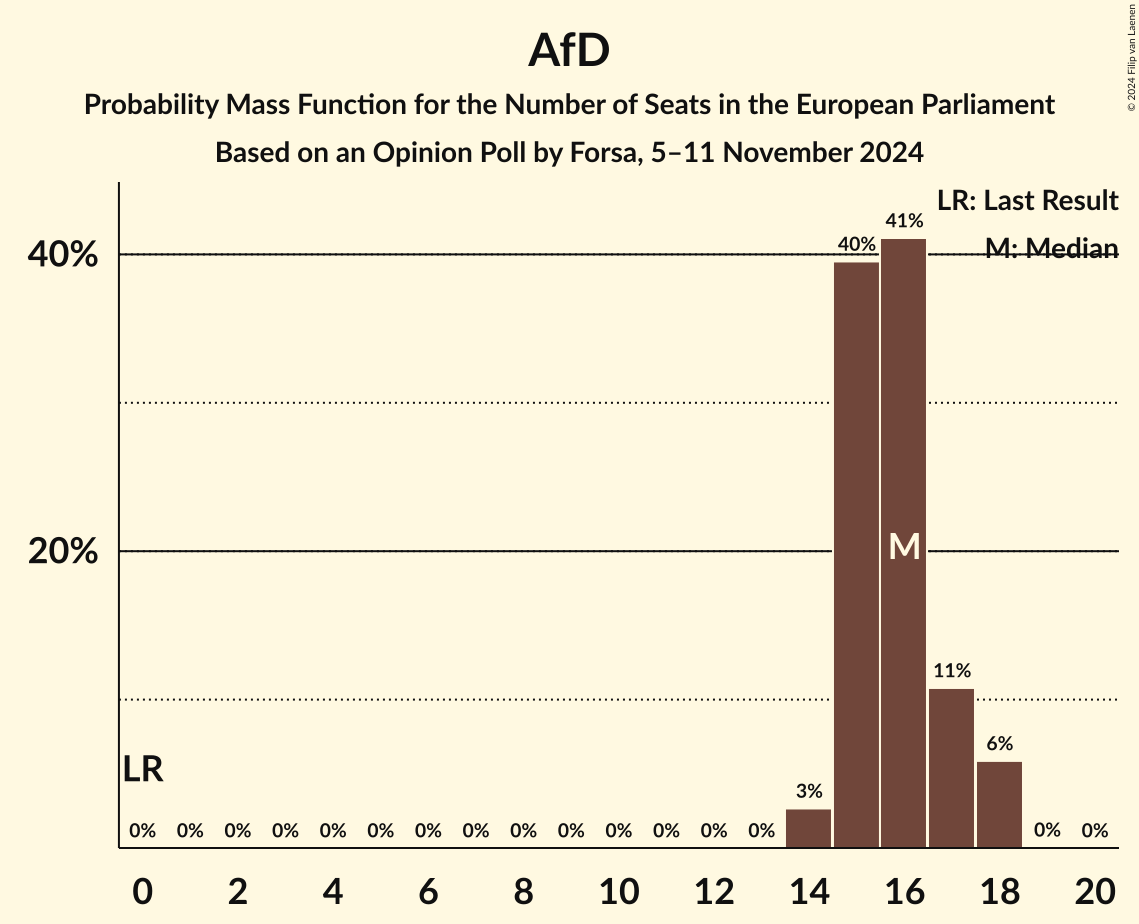 AfD
Probability Mass Function for the Number of Seats in the European Parliament
Based on an Opinion Poll by Forsa, 5–11 November 2024
© 2024 Filip van Laenen
LR: Last Result
M: Median
41%
40%
40%
M
20%
11%
6%
LR
3%
0% 0% 0% 0% 0% 0% 0% 0% 0% 0% 0% 0% 0% 0% 0% 0%
0 2 4 6 8 10 12 14 16 18 20